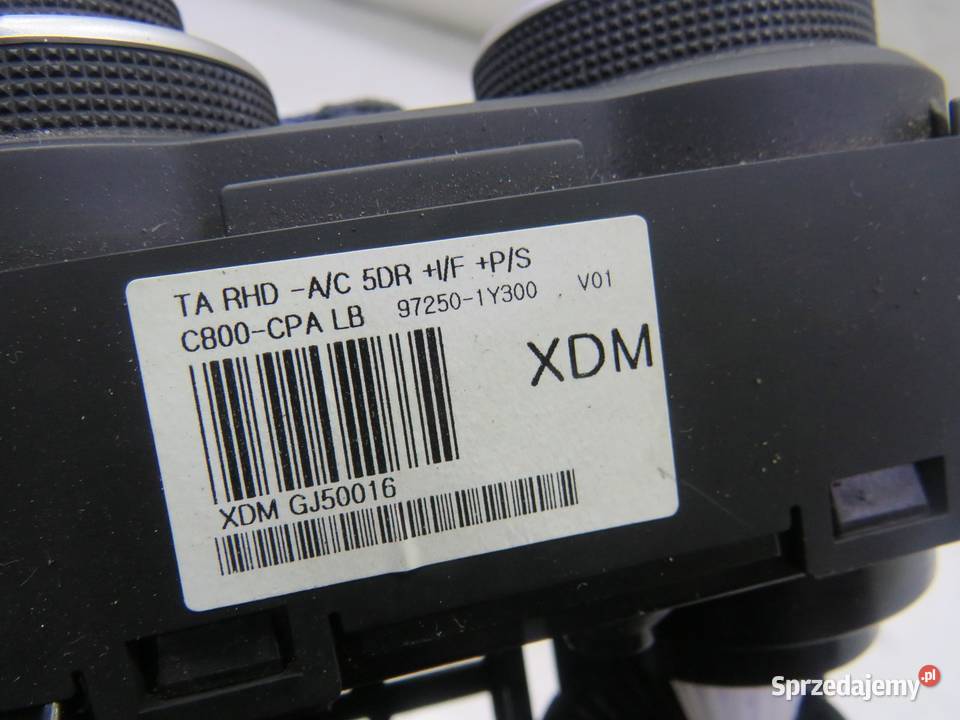 TA RHD -A/C 5DR +I/F +P/S
C800-CPA LB 97250-1Y300 V01
XDM
XDM GJ50016
Sprzedajemy.pl